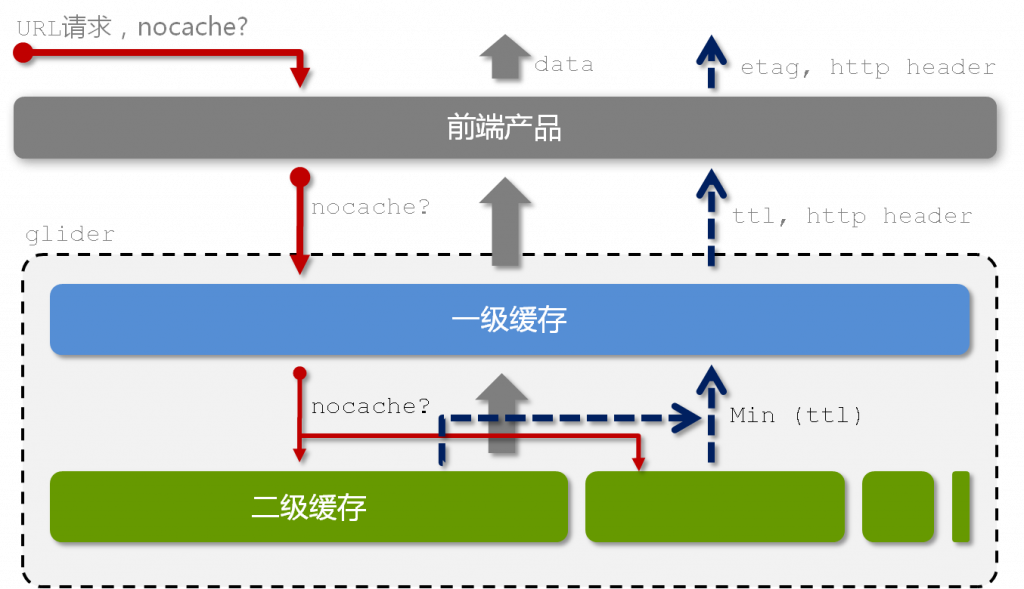 URL请求，nocache?
data
etag, http header
前端产品
nocache?
ttl, http header
glider
一级缓存
nocache?
Min (ttl)
二级缓存